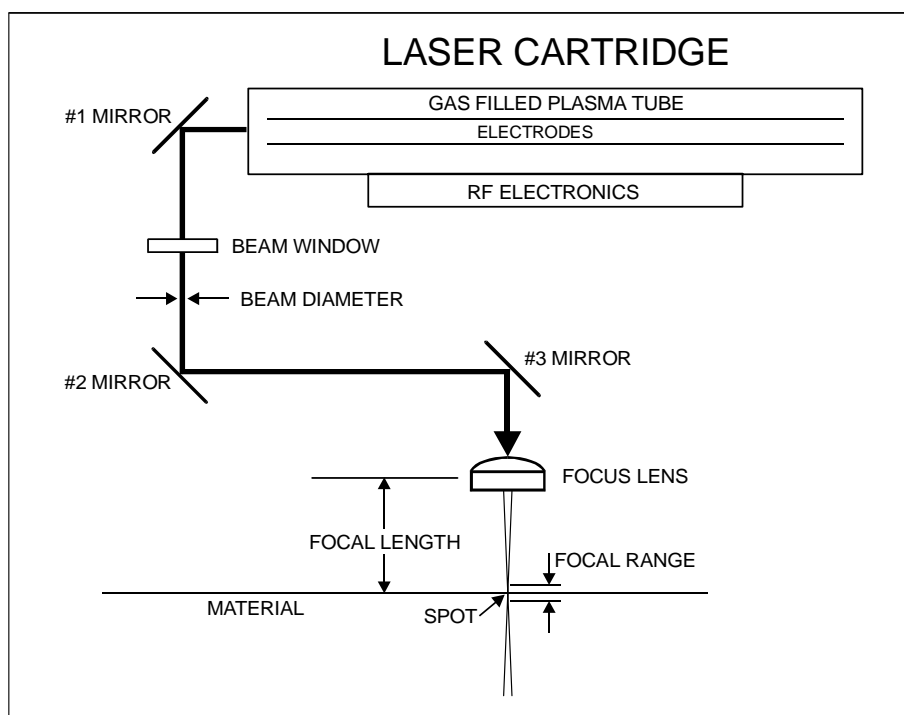 LASER CARTRIDGE
GAS FILLED PLASMA TUBE
#1 MIRROR
ELECTRODES
RF ELECTRONICS
BEAM WINDOW
BEAM DIAMETER
#3 MIRROR
#2 MIRROR
FOCUS LENS
FOCAL LENGTH
FOCAL RANGE
MATERIAL
SPOT